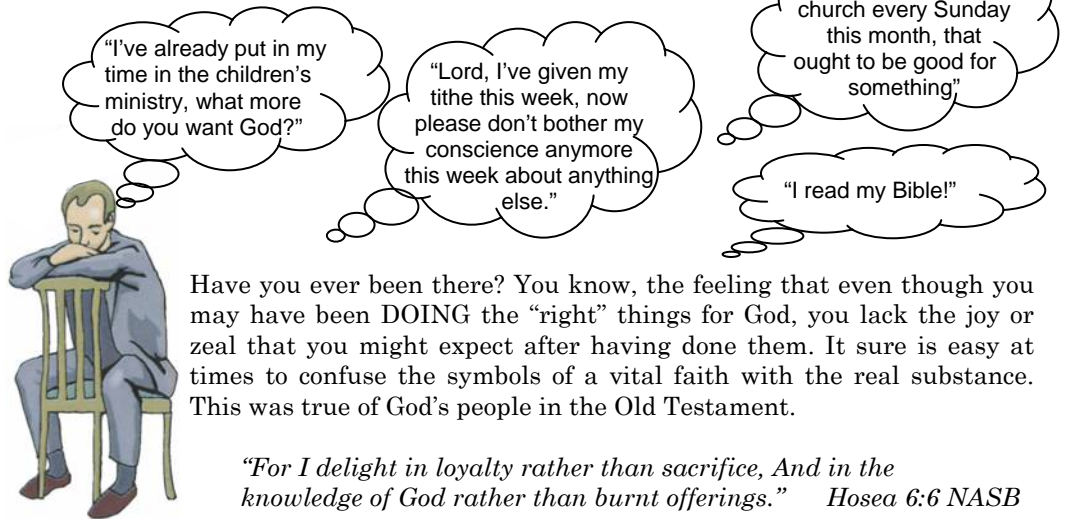 “I’ve already put in my
time in the children’s
ministry, what more
do you want God?”
“Lord, I’ve given my
tithe this week, now
please don’t bother my
conscience anymore
this week about anything
else.”
church every Sunday
this month, that
ought to be good for
something”
“I read my Bible!”
Have you ever been there? You know, the feeling that even though you
may have been DOING the “right” things for God, you lack the joy or
zeal that you might expect after having done them. It sure is easy at
times to confuse the symbols of a vital faith with the real substance.
This was true of God’s people in the Old Testament.
“For I delight in loyalty rather than sacrifice, And in the
knowledge of God rather than burnt offerings.” Hosea 6:6 NASB